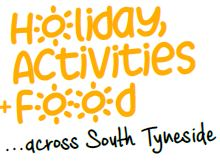 Holiday,
Activities
+ Food
...across South Tyneside